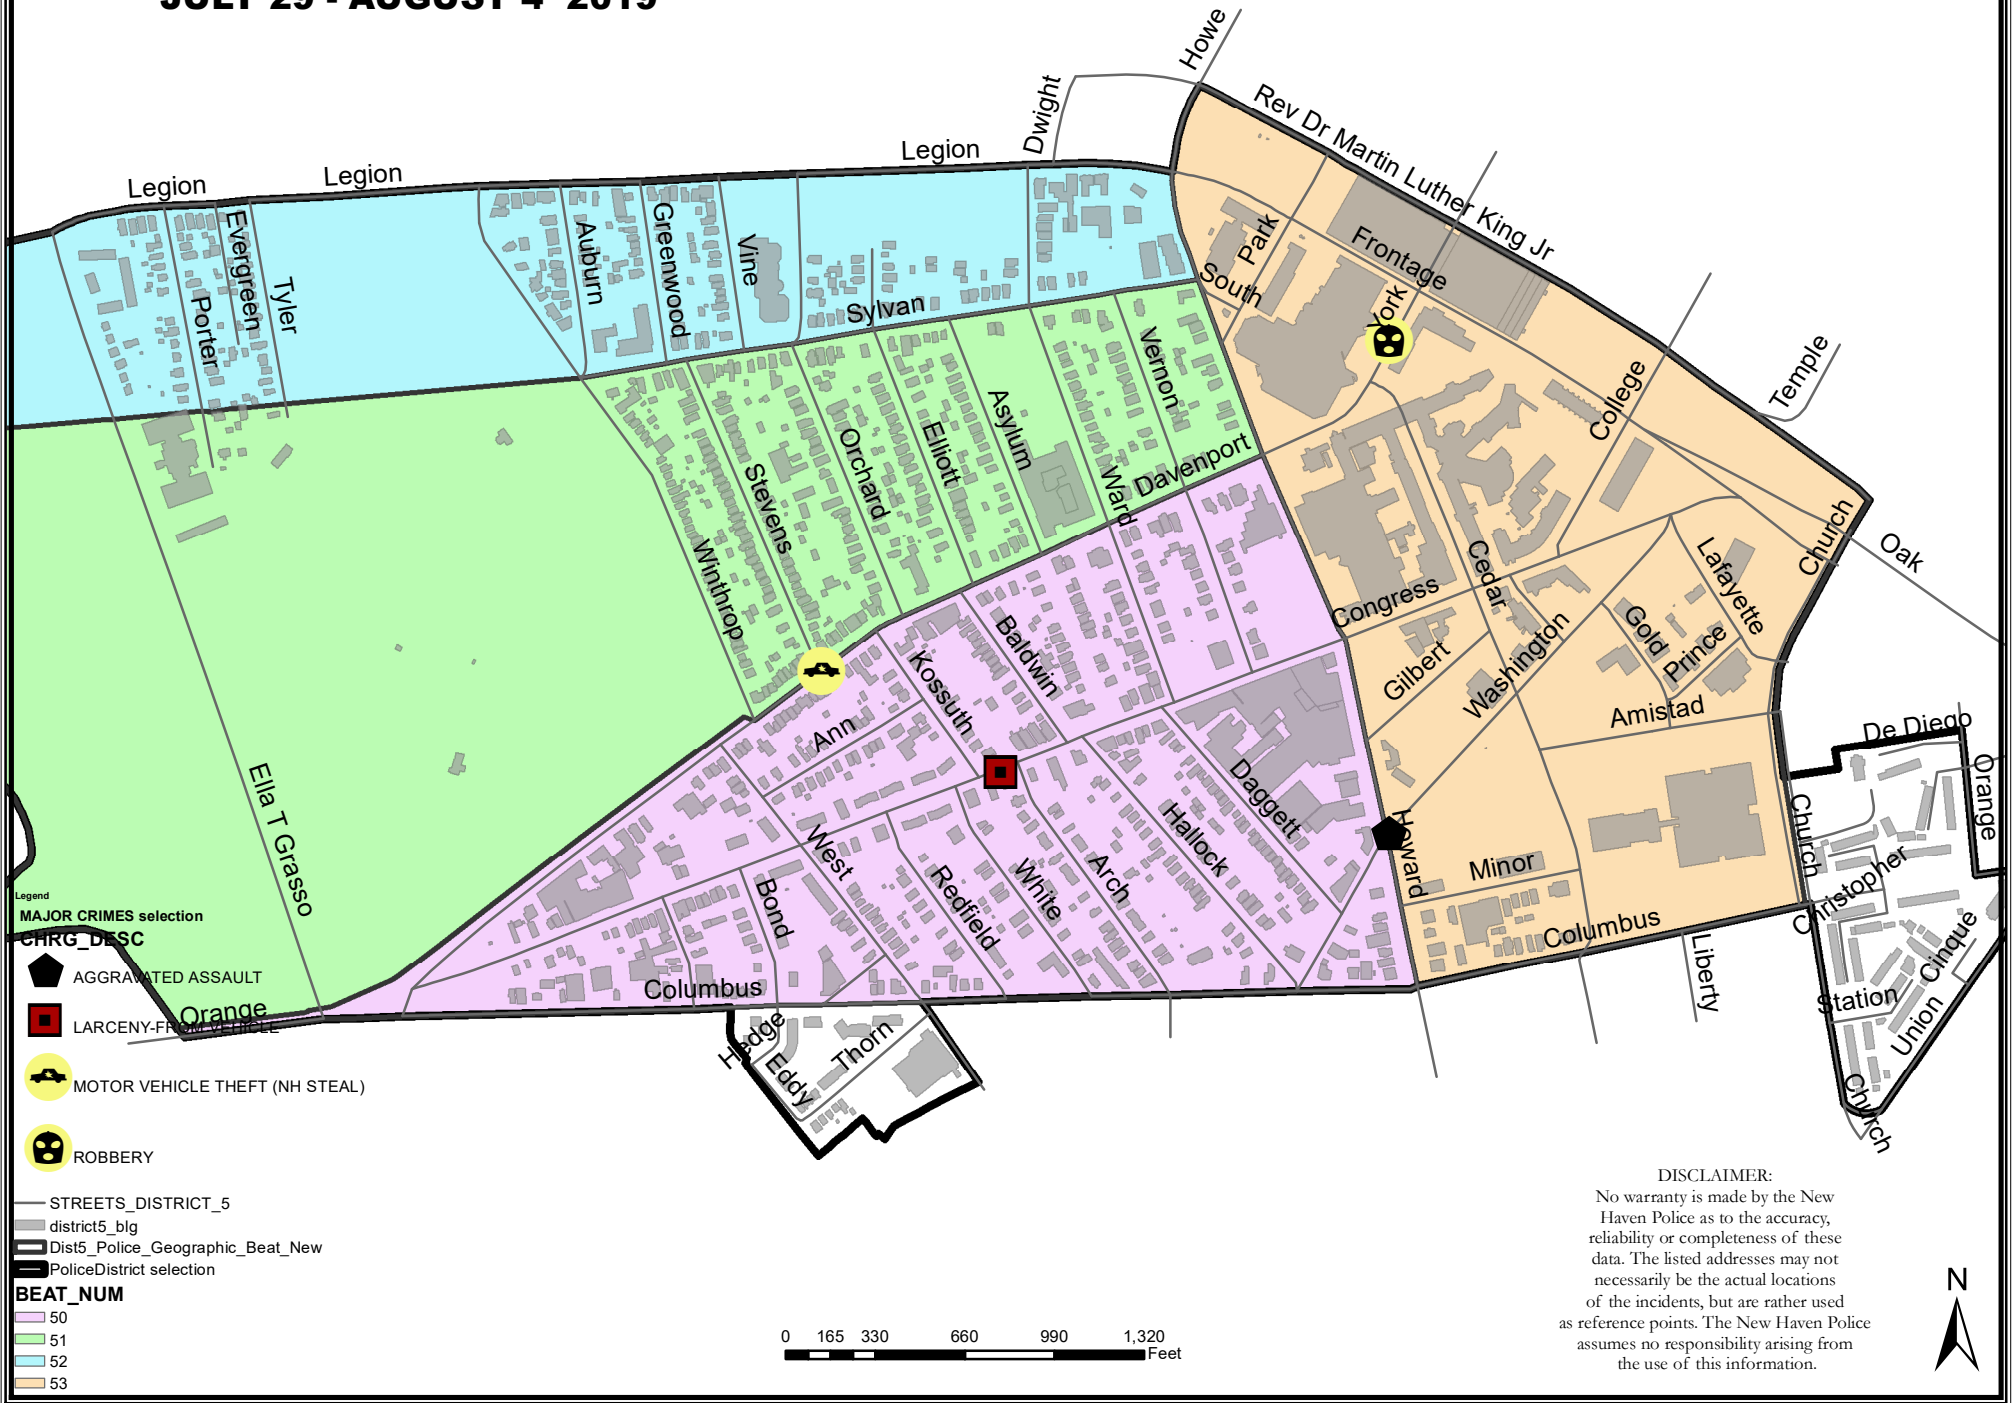 JULY 29 - AUGUST 4 2019
Howe
Rev Dr Martin Luther King Jr
Dwight
Legion
Legion
Legion
Evergreen
Porter
Tyler
Auburn
Greenwood
Vine
Sylvan
South
Park
Frontage
York
College
Temple
Vernon
Asylum
Elliott
Orchard
Stevens
Winthrop
Ward
Davenport
Church
Oak
Lafayette
Cedar
Congress
Gold
Prince
Gilbert
Washington
Amistad
De Diego
Orange
Baldwin
Kossuth
Ann
Daggett
Hallock
Howard
Ella T Grasso
West
Bond
Redfield
White
Arch
Minor
Columbus
Columbus
Church
Christopher
Cinque
Liberty
Station
Union
Church
Orange
Hedge
Eddy
Thorn
Legend
MAJOR CRIMES selection
CHRG_DESC
AGGRAVATED ASSAULT
LARCENY-FROM VEHICLE
MOTOR VEHICLE THEFT (NH STEAL)
ROBBERY
STREETS_DISTRICT_5
district5_blg
Dist5_Police_Geographic_Beat_New
PoliceDistrict selection
BEAT_NUM
50
51
52
53
0 165 330 660 990 1,320
Feet
DISCLAIMER:
No warranty is made by the New
Haven Police as to the accuracy,
reliability or completeness of these
data. The listed addresses may not
necessarily be the actual locations
of the incidents, but are rather used
as reference points. The New Haven Police
assumes no responsibility arising from
the use of this information.
N